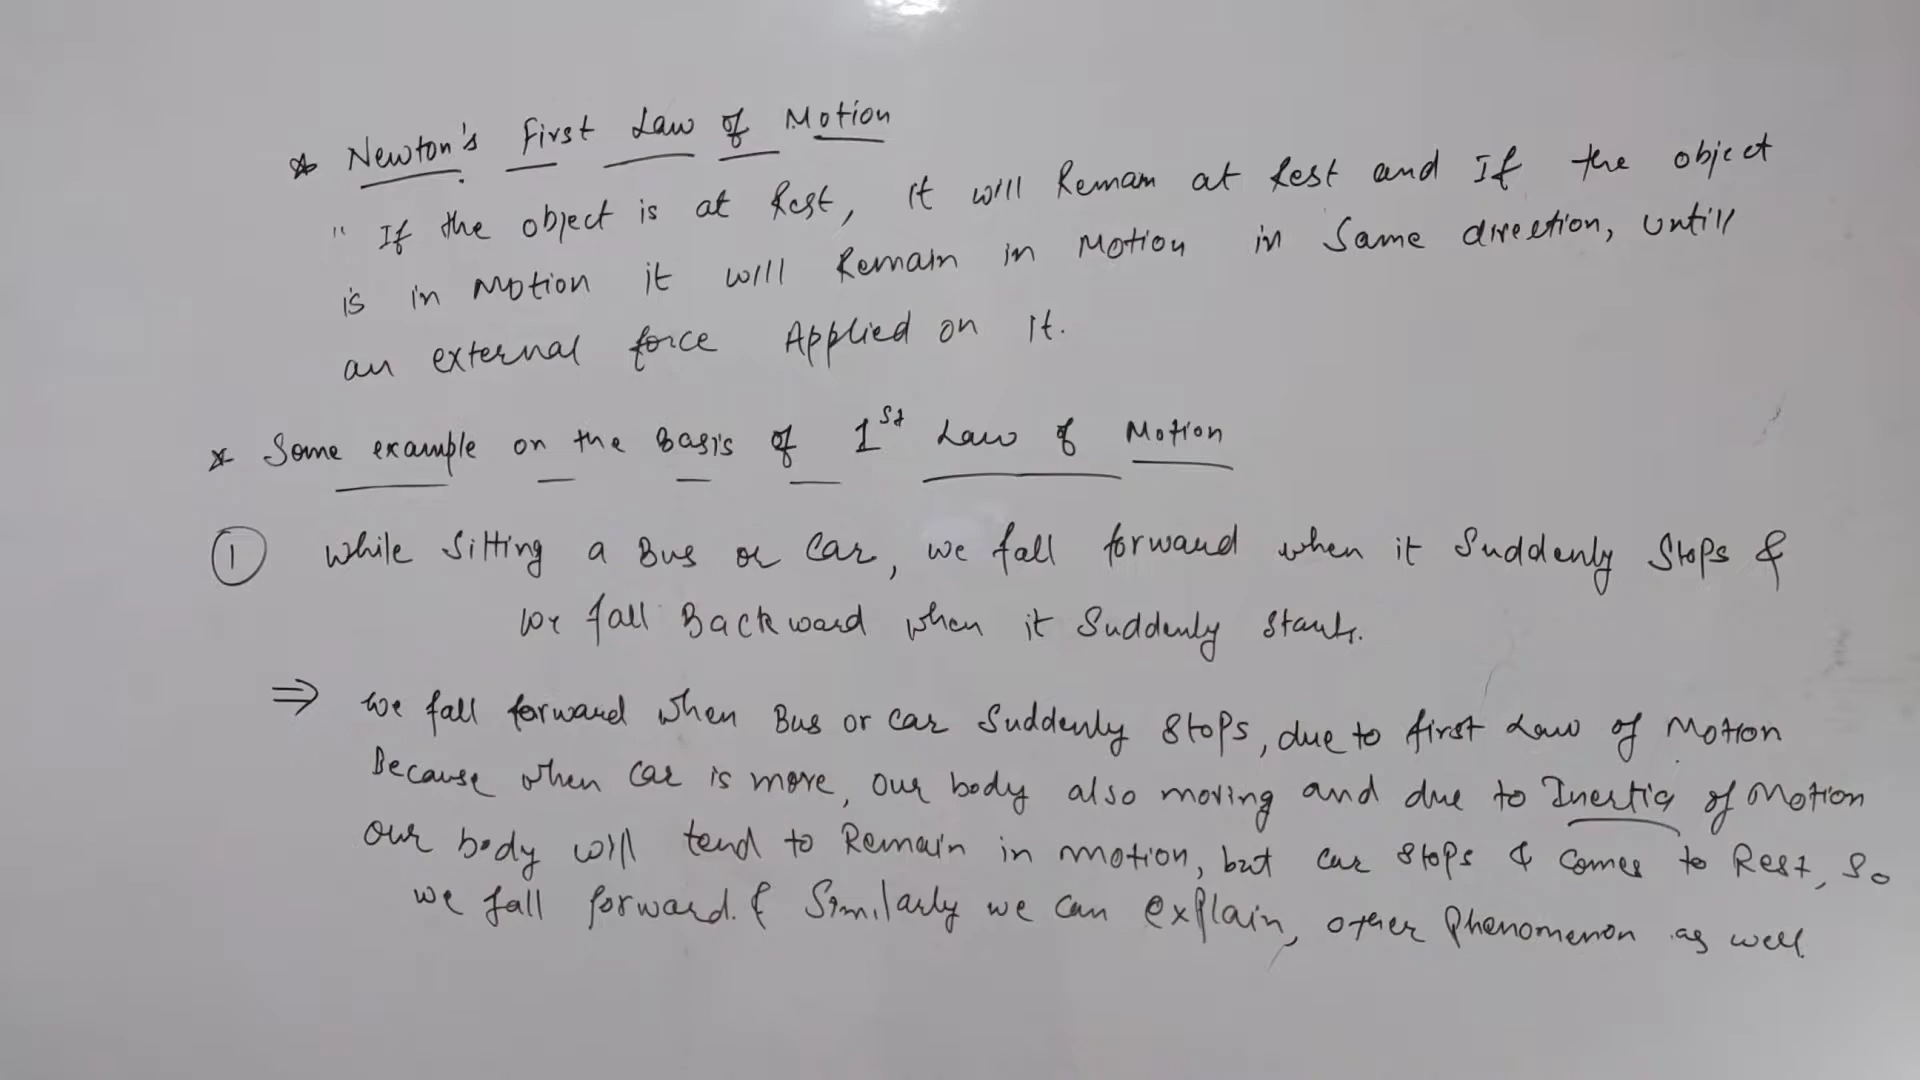 * Newton's First Law of Motion
" If the object is at Rest, it will Remain at Rest and If the object
is in Motion it will Remain in Motion in Same direction, untill
an external force Applied on it.
* Some example on the Basis of 1st Law of Motion
① While Sitting a Bus or Car, we fall forward when it Suddenly Stops &
we fall Backward when it Suddenly Starts.
⇒ We fall forward when Bus or car Suddenly Stops, due to first Law of Motion
Because when Car is move, our body also moving and due to Inertia of Motion
our body will tend to Remain in motion, but car stops & comes to Rest, So
we fall forward. & Similarly we can explain, other Phenomenon as well.